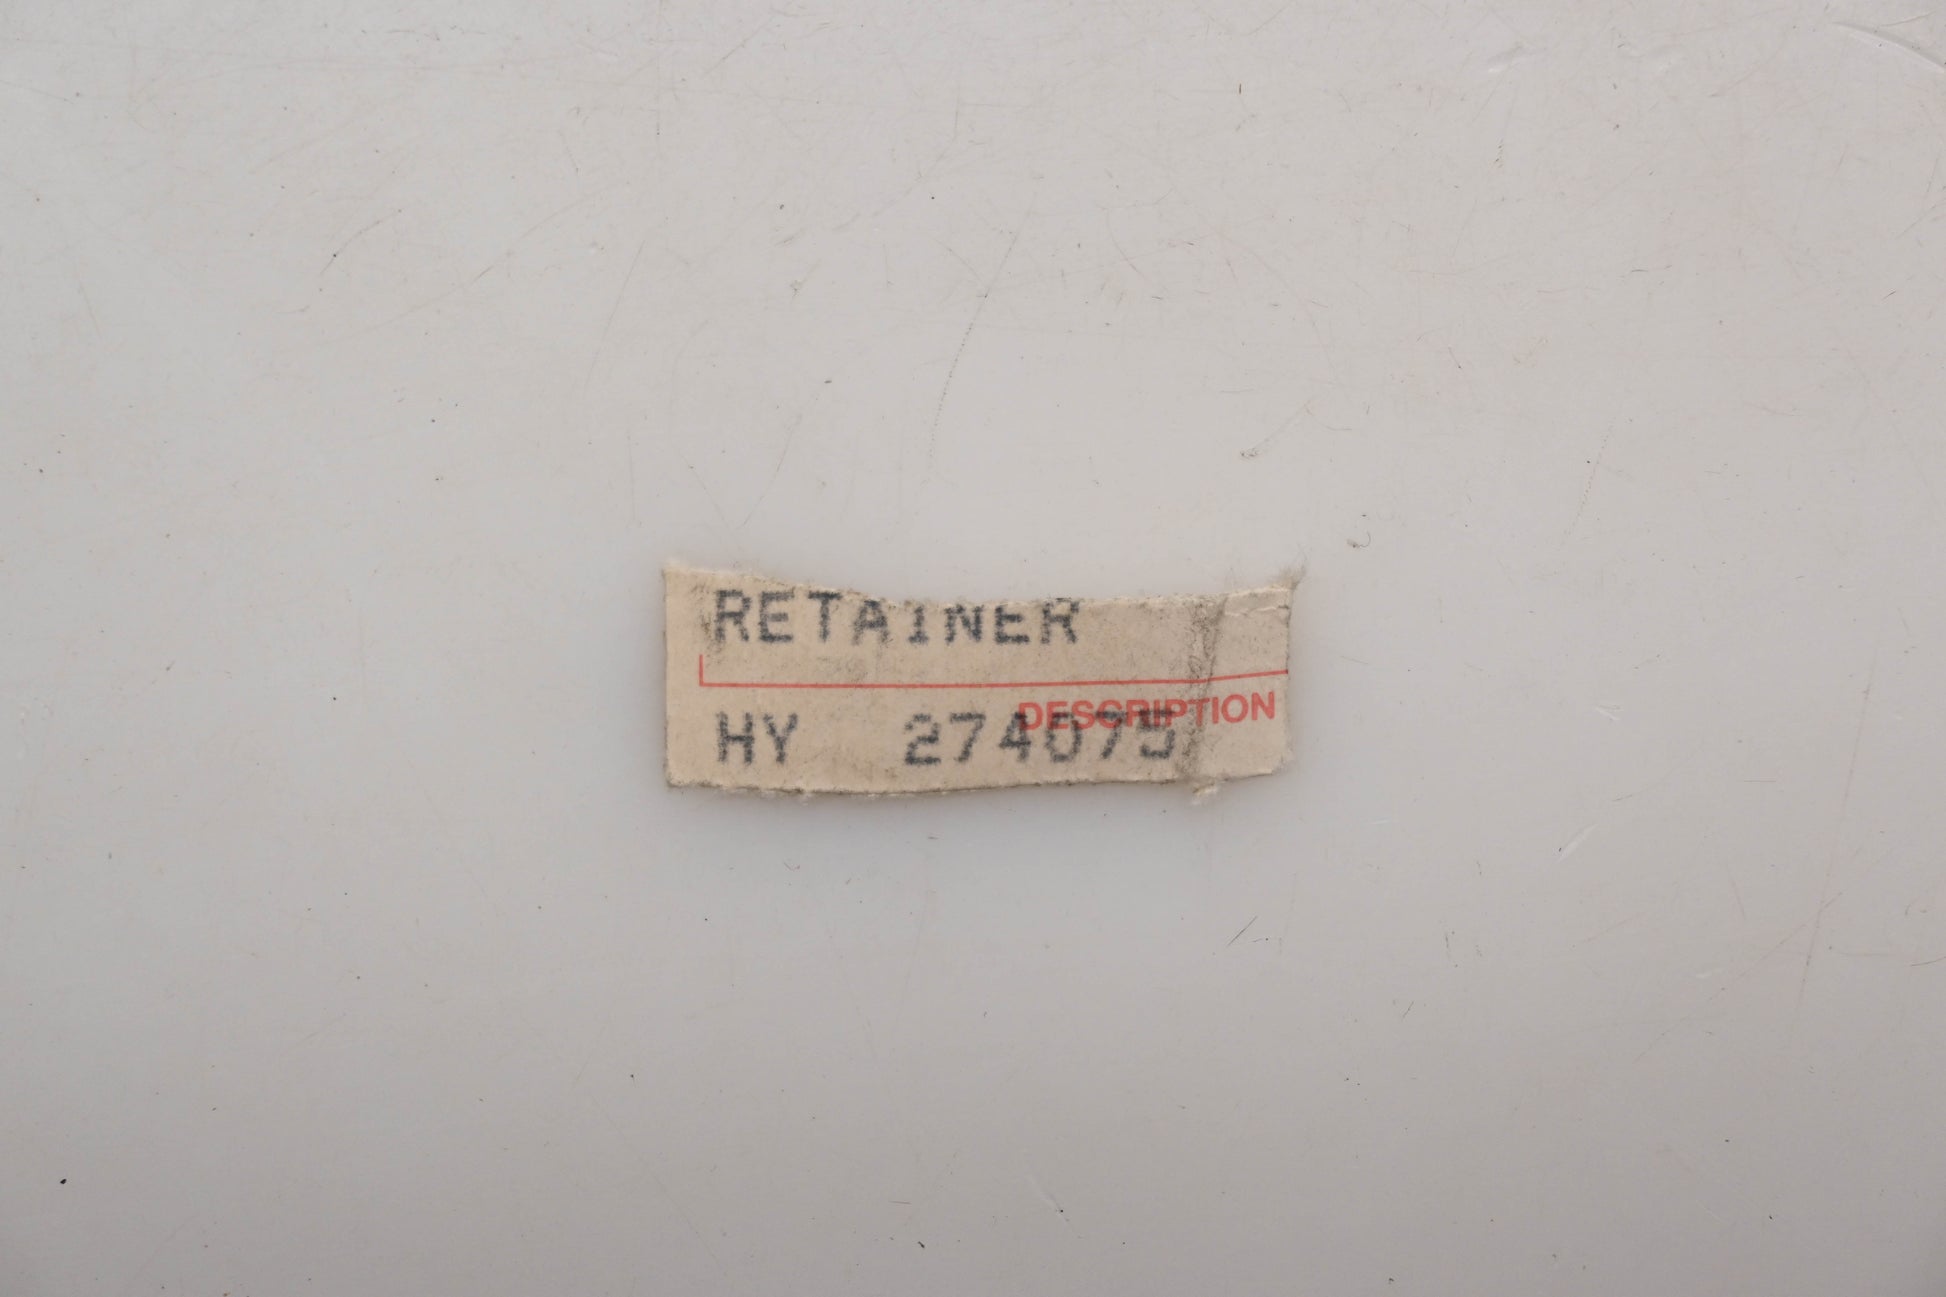 RETAINER
DESCRIPTION
HY 274075